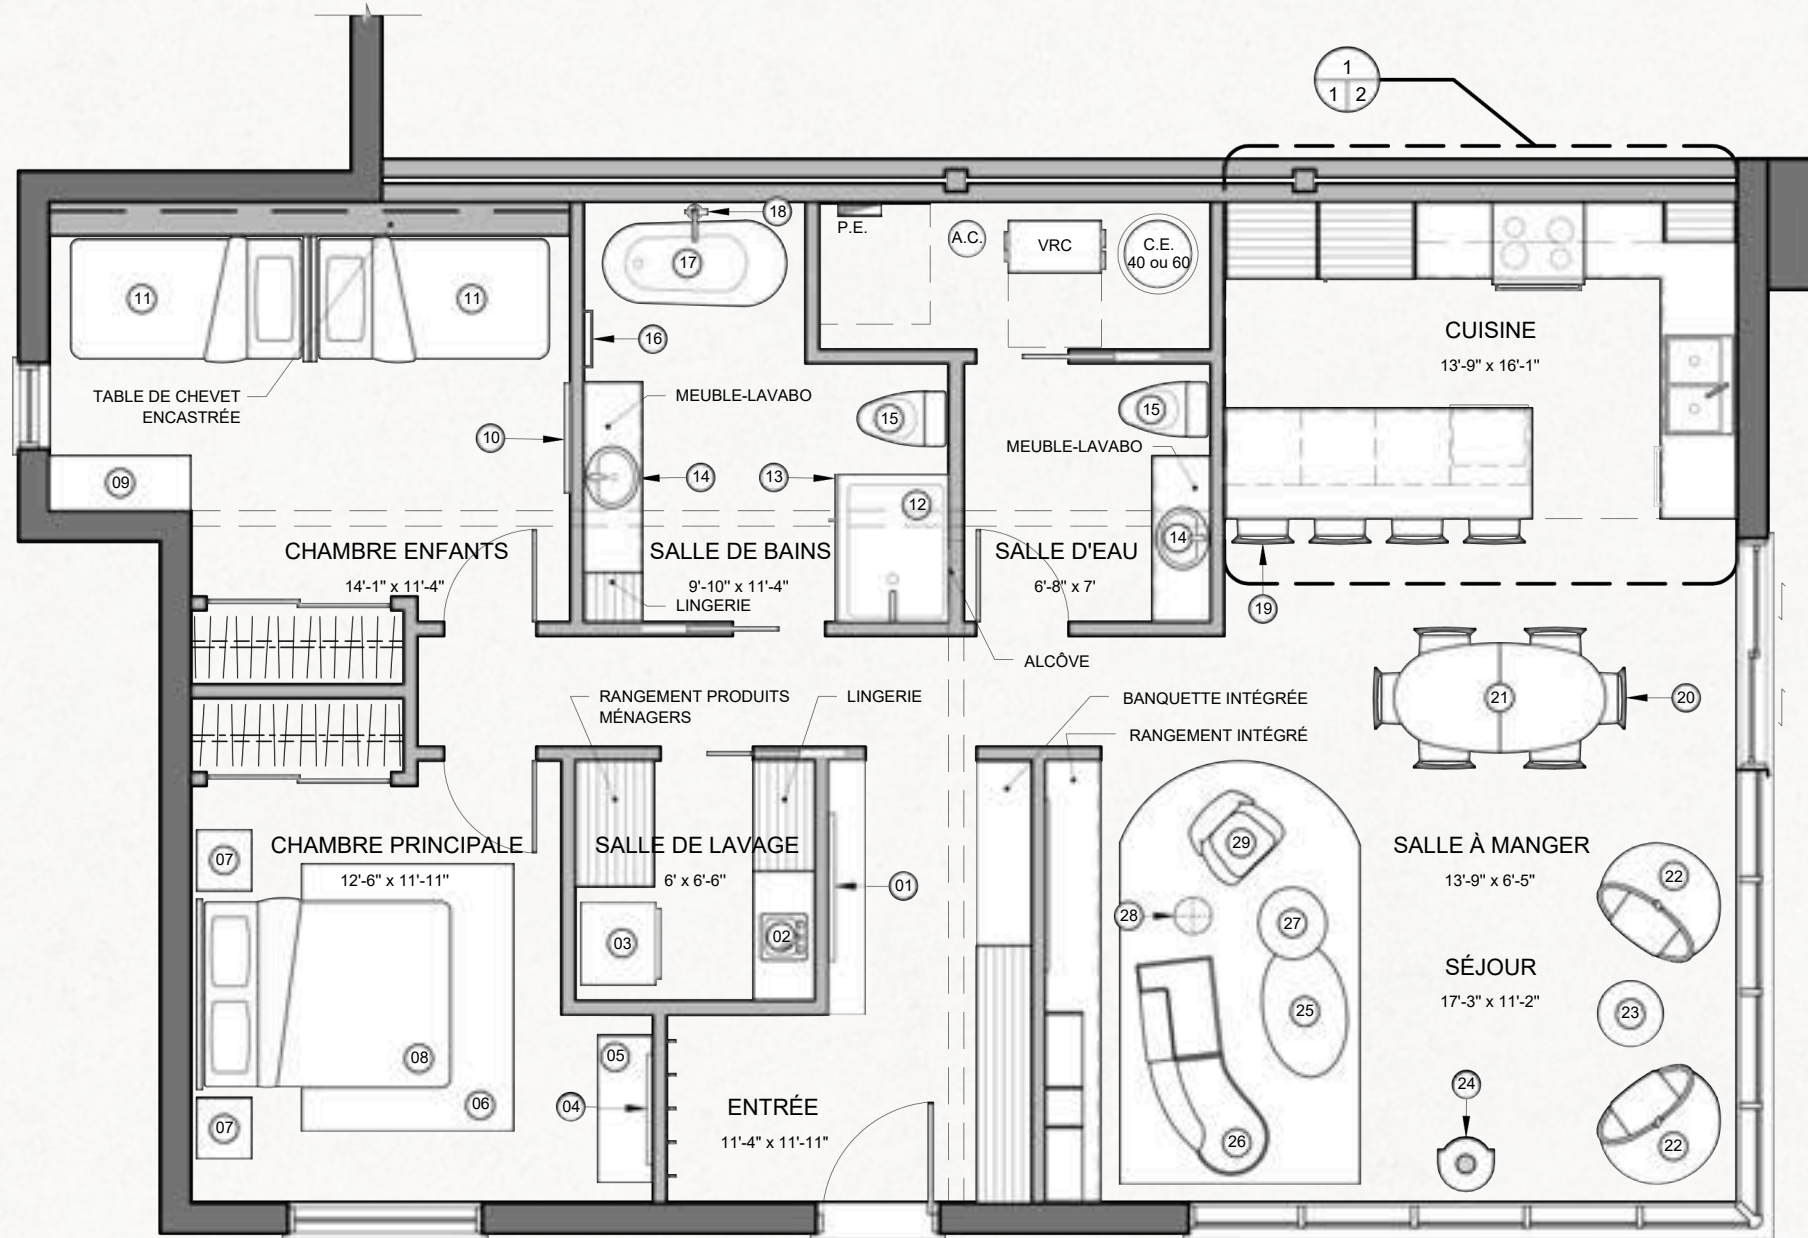 1
1 2
18
P.E.
A.C.
VRC
C.E.
40 ou 60
17
11
11
16
CUISINE
13'-9" x 16'-1"
TABLE DE CHEVET
ENCASTRÉE
MEUBLE-LAVABO
15
15
10
MEUBLE-LAVABO
09
14
13
12
14
CHAMBRE ENFANTS
14'-1" x 11'-4"
SALLE DE BAINS
9'-10" x 11'-4"
LINGERIE
SALLE D'EAU
6'-8" x 7'
19
ALCÔVE
RANGEMENT PRODUITS
MÉNAGERS
LINGERIE
BANQUETTE INTÉGRÉE
RANGEMENT INTÉGRÉ
21
20
CHAMBRE PRINCIPALE
12'-6" x 11'-11"
07
SALLE DE LAVAGE
6' x 6'-6"
01
29
SALLE À MANGER
13'-9" x 6'-5"
22
03
02
28
27
SÉJOUR
17'-3" x 11'-2"
25
23
08
05
06
04
07
ENTRÉE
11'-4" x 11'-11"
24
26
22